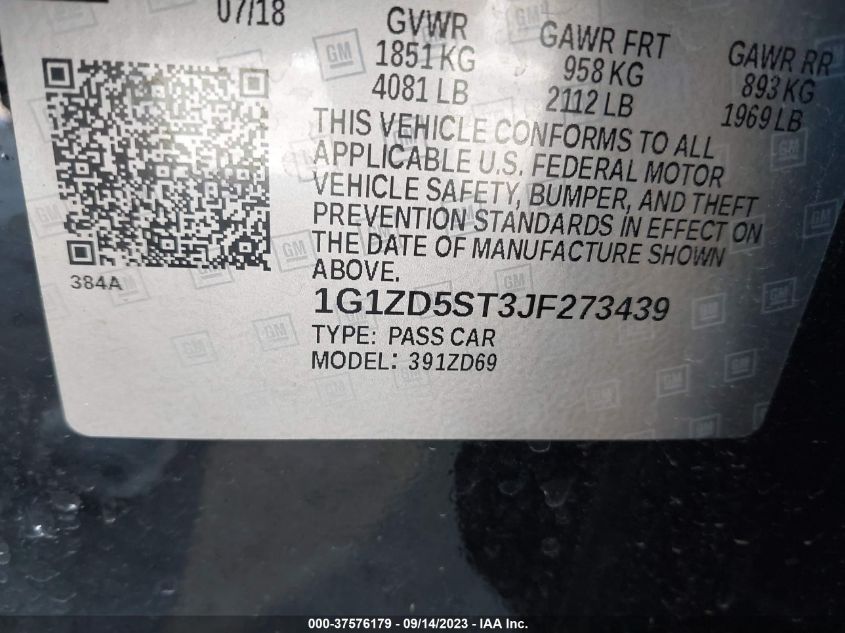 07/18
GVWR
1851 KG
4081 LB
GAWR FRT
958 KG
2112 LB
GAWR RR
893 KG
1969 LB
THIS VEHICLE CONFORMS TO ALL
APPLICABLE U.S. FEDERAL MOTOR
VEHICLE SAFETY, BUMPER, AND THEFT
PREVENTION STANDARDS IN EFFECT ON
THE DATE OF MANUFACTURE SHOWN
ABOVE.
384A
1G1ZD5ST3JF273439
TYPE: PASS CAR
MODEL: 391ZD69
GM
000-37576179 - 09/14/2023 - IAA Inc.